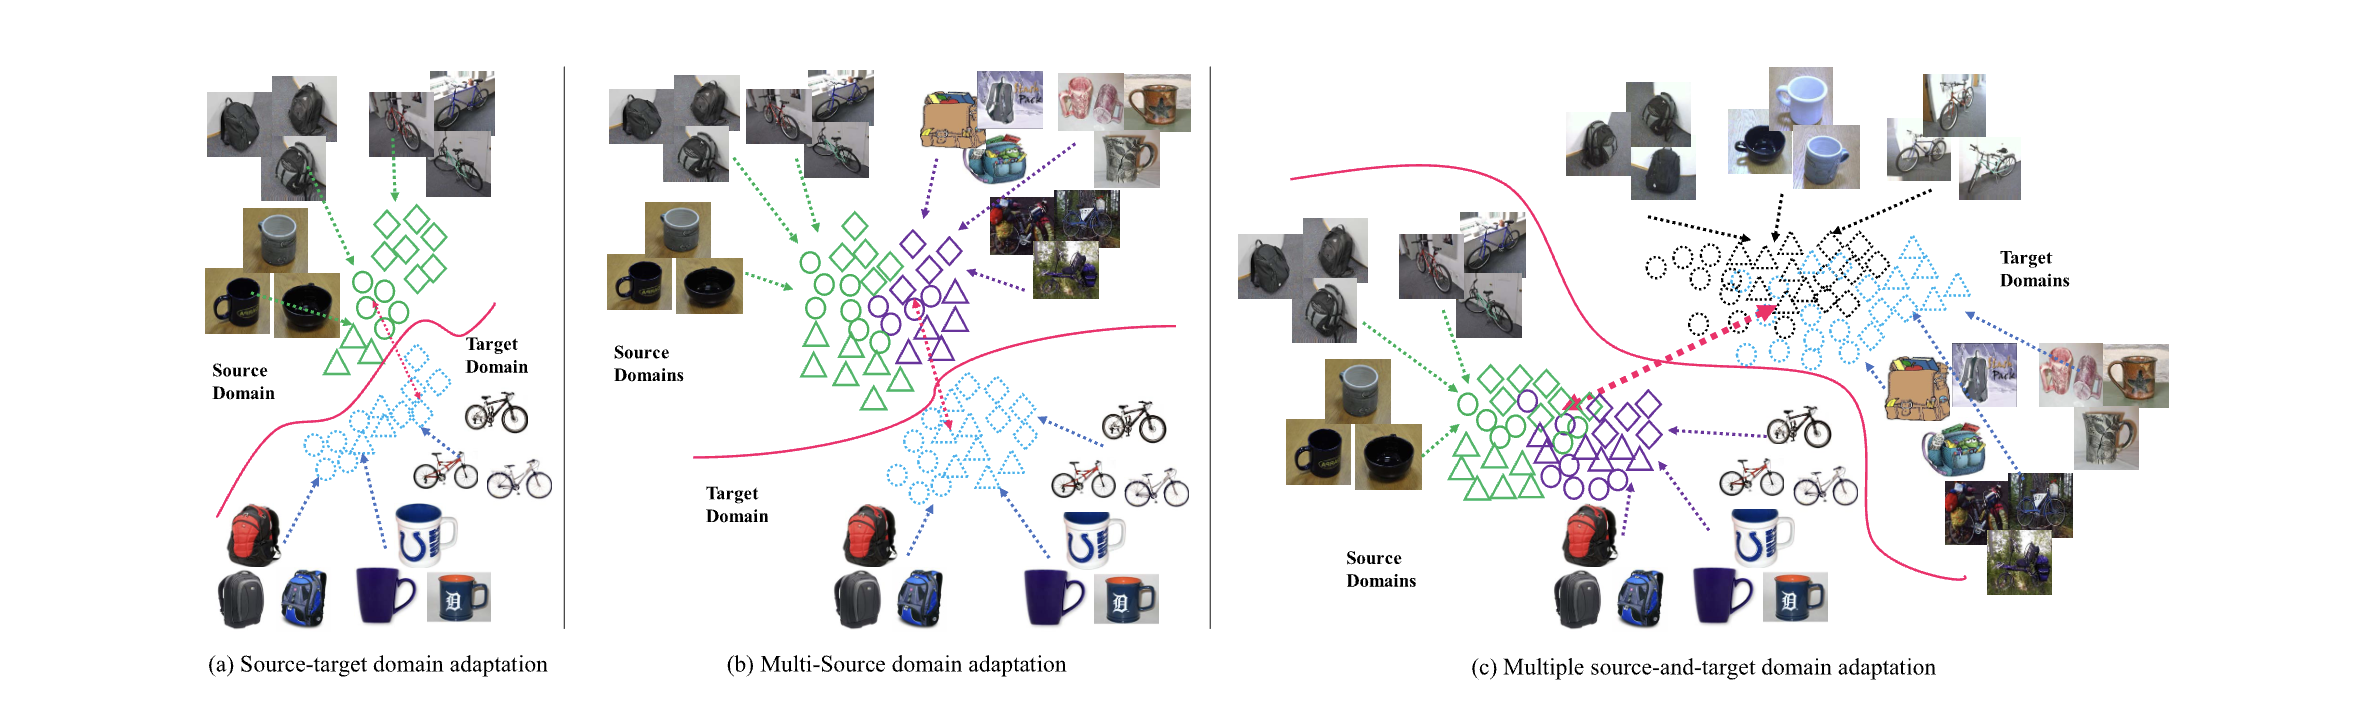 Source
Domain
Target
Domain
(a) Source-target domain adaptation
Source
Domains
Target
Domain
(b) Multi-Source domain adaptation
Target
Domains
Source
Domains
(c) Multiple source-and-target domain adaptation